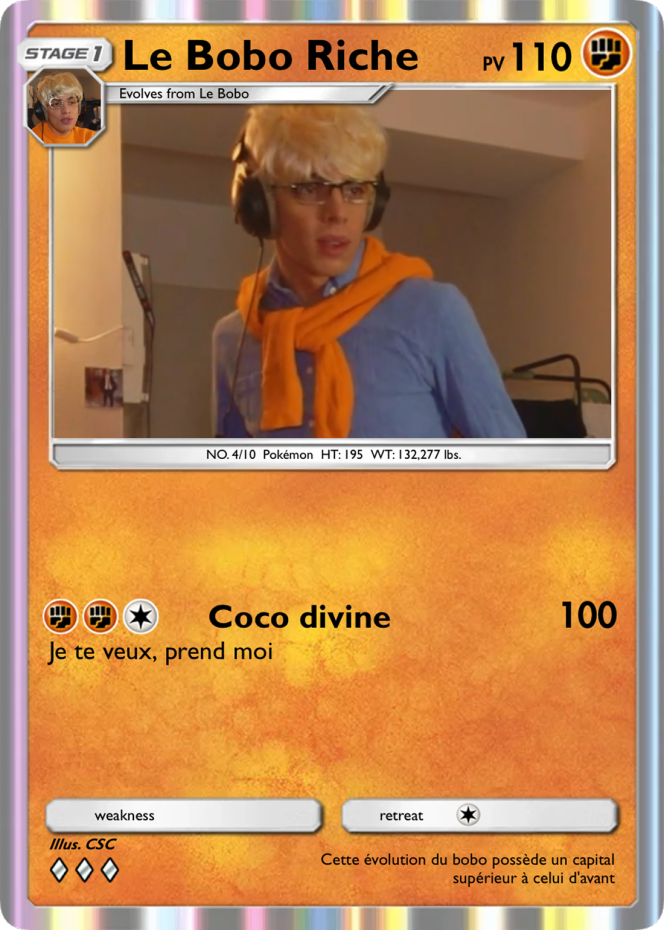 STAGE 1
Le Bobo Riche
PV 110
Evolves from Le Bobo
NO. 4/10 Pokémon HT: 195 WT: 132,277 lbs.
Coco divine 100
Je te veux, prend moi
weakness
retreat
Illus. CSC
Cette évolution du bobo possède un capital
supérieur à celui d'avant